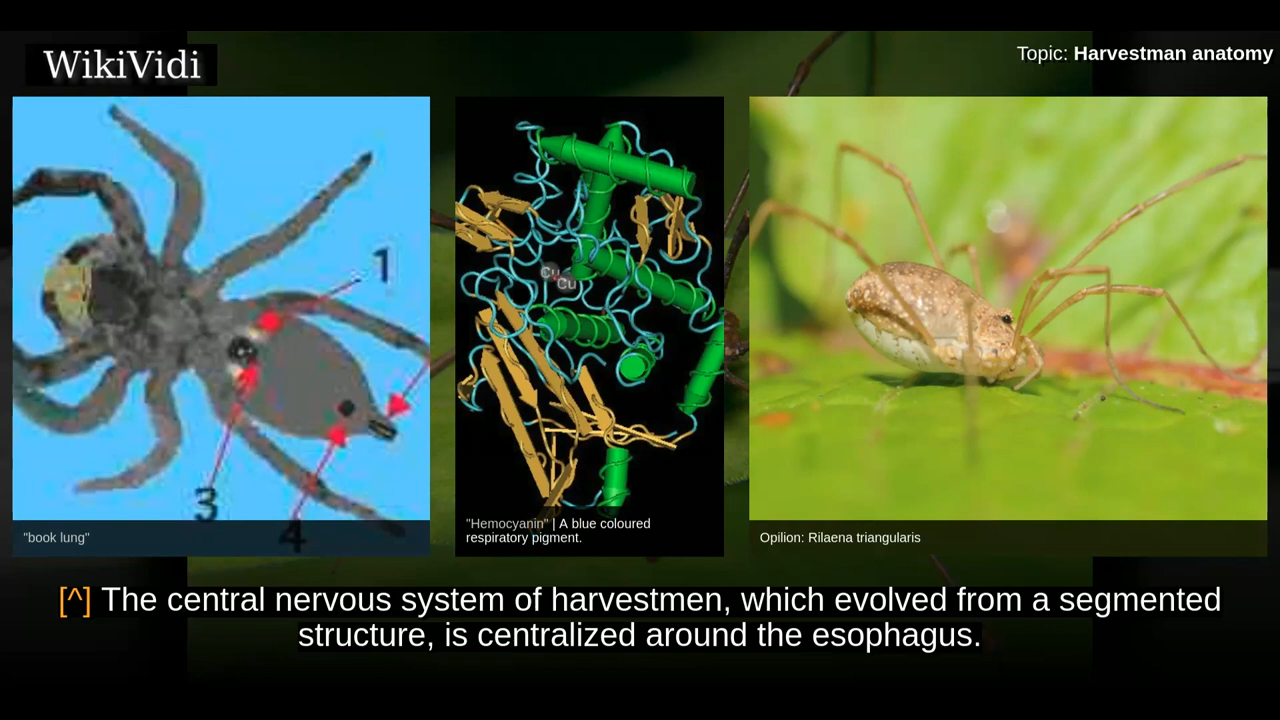 WikiVidi
Topic: Harvestman anatomy
1
3
4
Cu
Cu
"book lung"
"Hemocyanin" | A blue coloured
respiratory pigment.
Opilion: Rilaena triangularis
[^] The central nervous system of harvestmen, which evolved from a segmented
structure, is centralized around the esophagus.